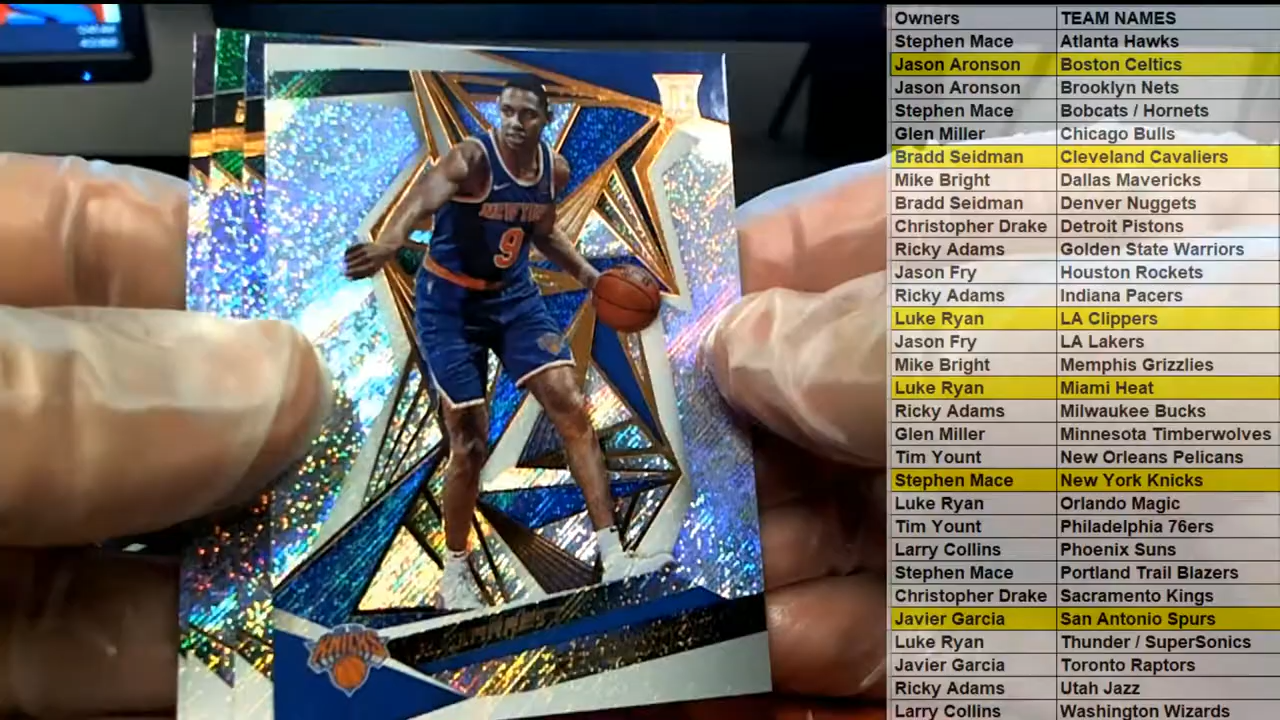 NEW YORK
9
KNICKS
Owners TEAM NAMES
Stephen Mace Atlanta Hawks
Jason Aronson Boston Celtics
Jason Aronson Brooklyn Nets
Stephen Mace Bobcats / Hornets
Glen Miller Chicago Bulls
Bradd Seidman Cleveland Cavaliers
Mike Bright Dallas Mavericks
Bradd Seidman Denver Nuggets
Christopher Drake Detroit Pistons
Ricky Adams Golden State Warriors
Jason Fry Houston Rockets
Ricky Adams Indiana Pacers
Luke Ryan LA Clippers
Jason Fry LA Lakers
Mike Bright Memphis Grizzlies
Luke Ryan Miami Heat
Ricky Adams Milwaukee Bucks
Glen Miller Minnesota Timberwolves
Tim Yount New Orleans Pelicans
Stephen Mace New York Knicks
Luke Ryan Orlando Magic
Tim Yount Philadelphia 76ers
Larry Collins Phoenix Suns
Stephen Mace Portland Trail Blazers
Christopher Drake Sacramento Kings
Javier Garcia San Antonio Spurs
Luke Ryan Thunder / SuperSonics
Javier Garcia Toronto Raptors
Ricky Adams Utah Jazz
Larry Collins Washington Wizards